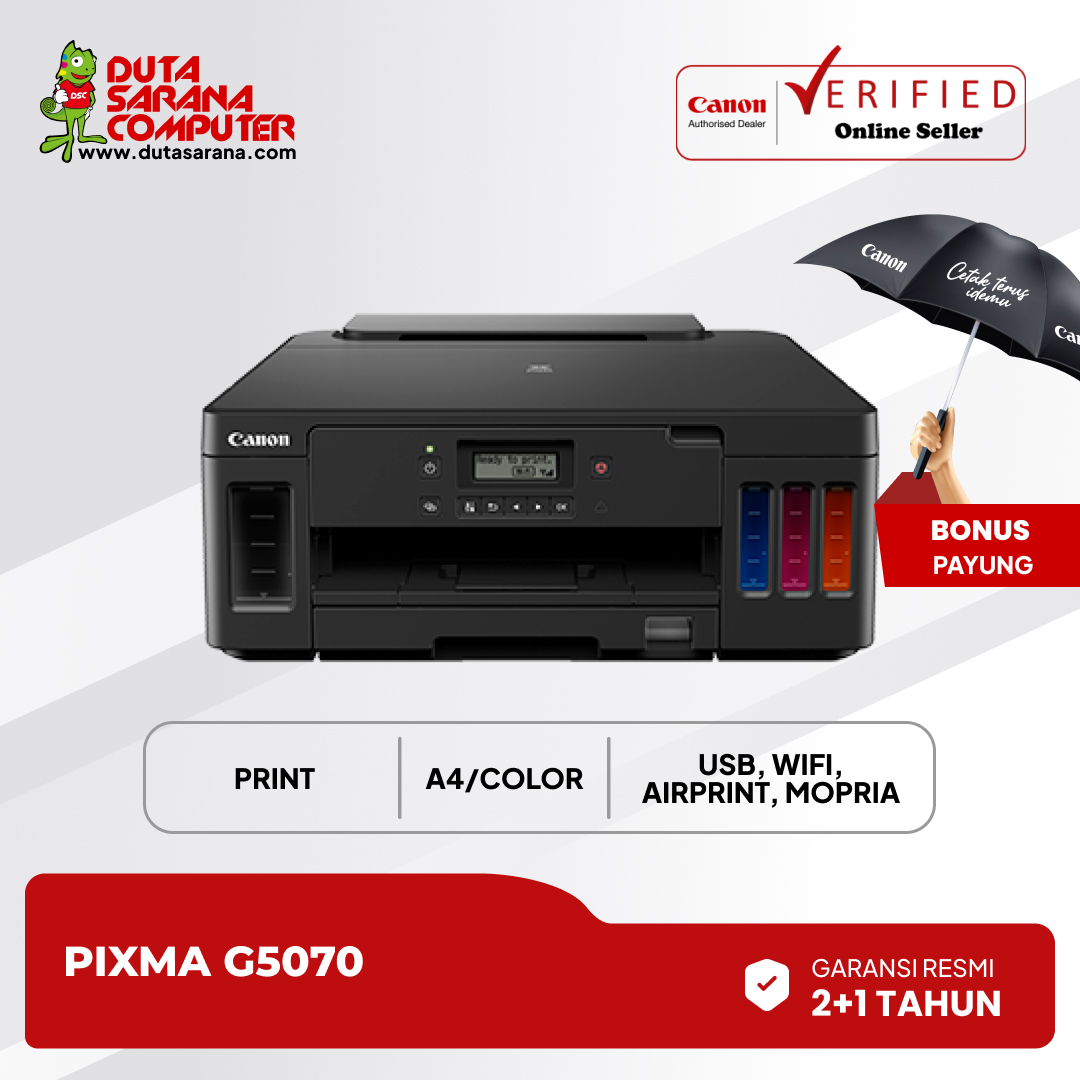 DUTA
SARANA
COMPUTER
www.dutasarana.com
DSC
Canon
Authorised Dealer
VERIFIED
Online Seller
Canon
Cetak terus
idemu
Canon
Ready to print.
BONUS
PAYUNG
PRINT
A4/COLOR
USB, WIFI,
AIRPRINT, MOPRIA
PIXMA G5070
GARANSI RESMI
2+1 TAHUN